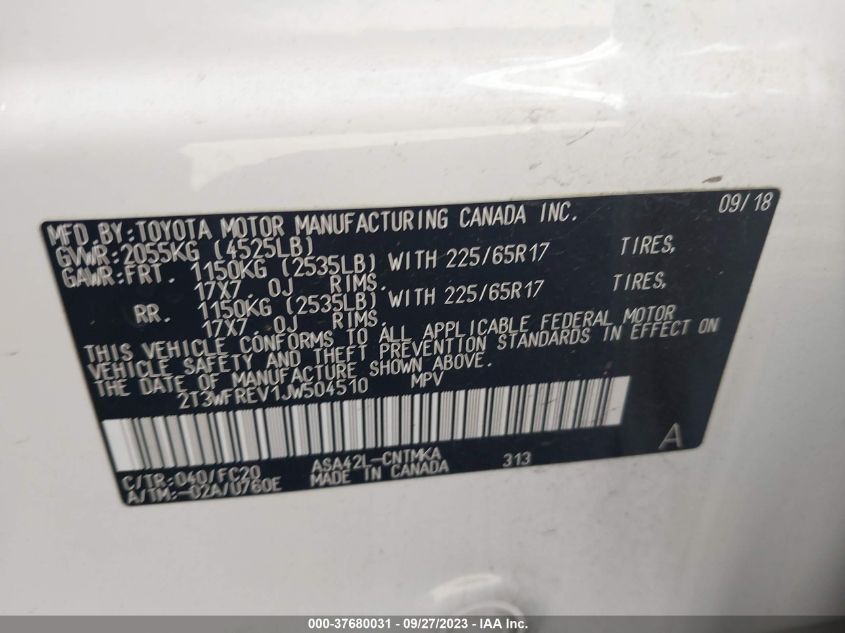 MFD.BY:TOYOTA MOTOR MANUFACTURING CANADA INC. 09/18
GVWR:2055KG (4525LB)
GAWR:FRT. 1150KG (2535LB) WITH 225/65R17 TIRES,
17X7.0J RIMS.
RR. 1150KG (2535LB) WITH 225/65R17 TIRES,
17X7.0J RIMS.
THIS VEHICLE CONFORMS TO ALL APPLICABLE FEDERAL MOTOR
VEHICLE SAFETY AND THEFT PREVENTION STANDARDS IN EFFECT ON
THE DATE OF MANUFACTURE SHOWN ABOVE.
2T3WFREV1JW504510 MPV
A
C/TR:040/FC20 ASA42L-CNTMKA 313
A/TM:-02A/U760E MADE IN CANADA
000-37680031 - 09/27/2023 - IAA Inc.